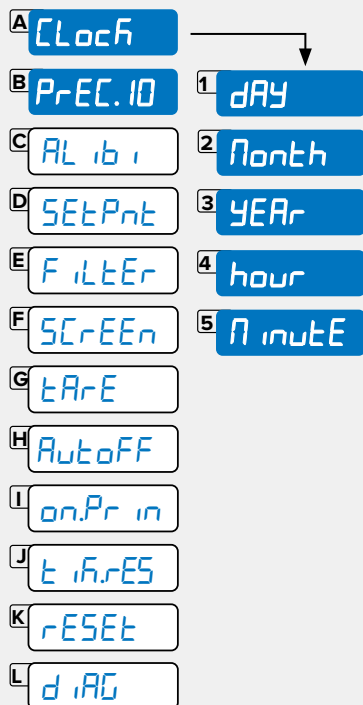 A CLocK
B PrEC.10
C ALibi
D SEtPnt
E FiLtEr
F SCrEEn
G tArE
H AutoFF
I on.Prin
J tiM.rES
K rESEt
L diAG
1 dAY
2 Month
3 YEAr
4 hour
5 MinutE